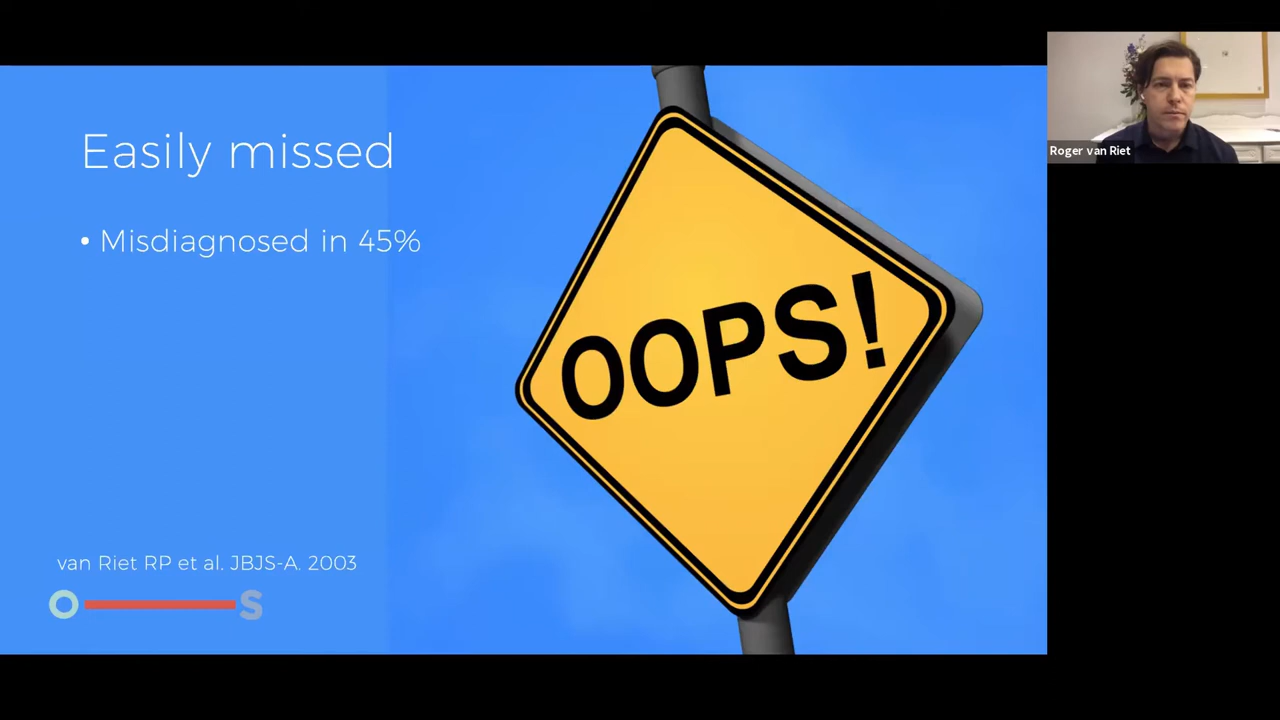 Easily missed
• Misdiagnosed in 45%
OOPS!
van Riet RP et al. JBJS-A. 2003
O S
Roger van Riet